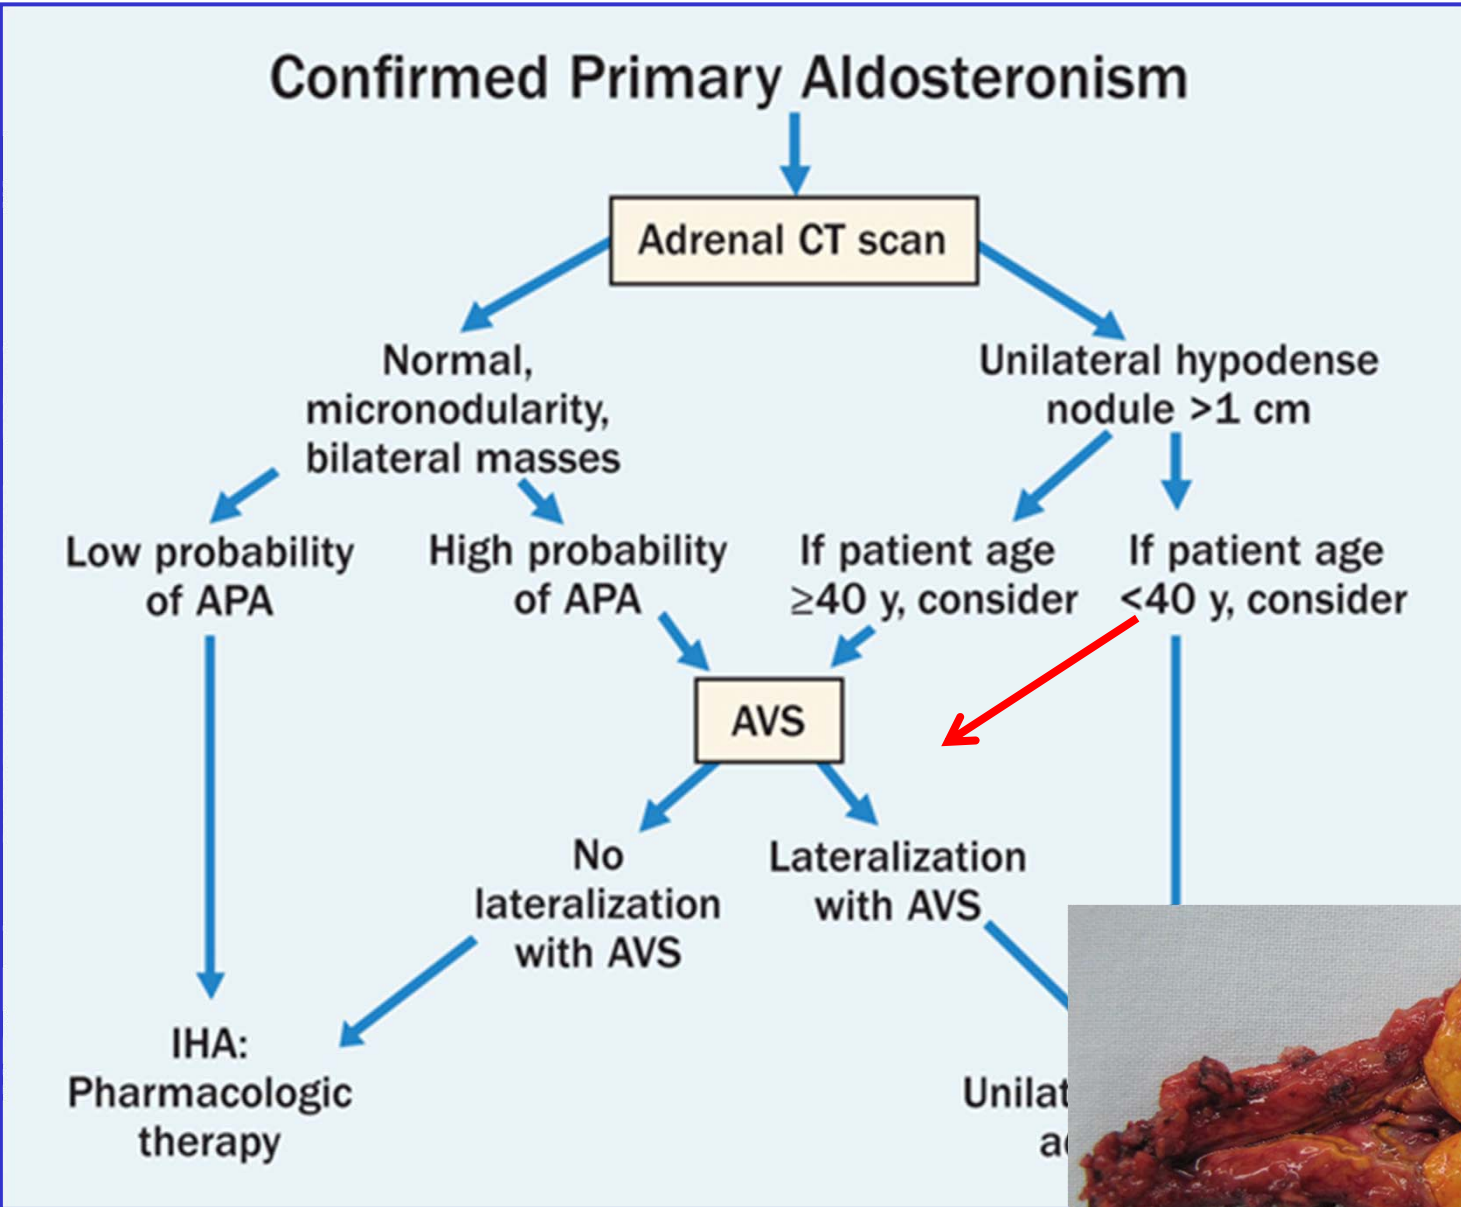 Confirmed Primary Aldosteronism
Adrenal CT scan
Normal,
micronodularity,
bilateral masses
Unilateral hypodense
nodule >1 cm
Low probability
of APA
High probability
of APA
If patient age
≥40 y, consider
If patient age
<40 y, consider
AVS
No
lateralization
with AVS
Lateralization
with AVS
IHA:
Pharmacologic
therapy